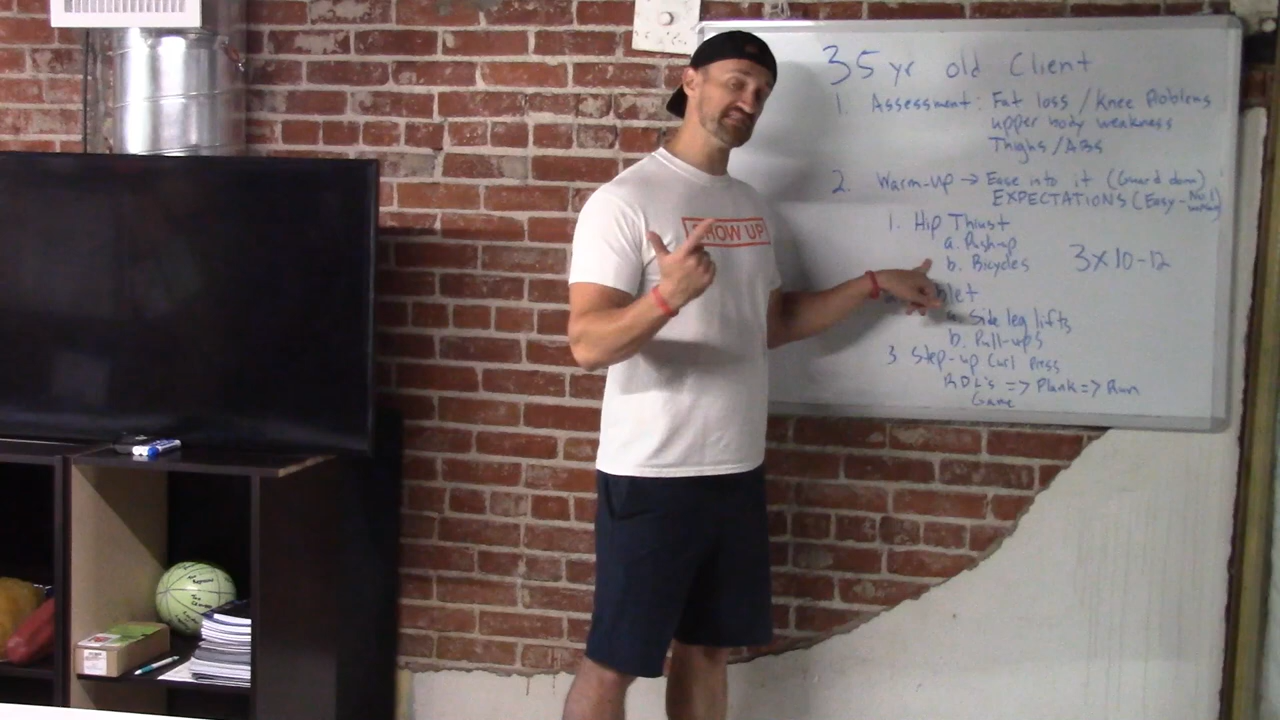 35 yr old Client
1. Assessment: Fat loss / Knee Problems
upper body weakness
Thighs / ABs
2. Warm-up → Ease into it (Guard down)
EXPECTATIONS (Easy -
1. Hip Thrust
a. Push-up
b. Bicycles 3x10-12
a. Side leg lifts
b. Pull-ups
3 Step-up Curl Press
RDL's => Plank => Run
Game
SHOW UP